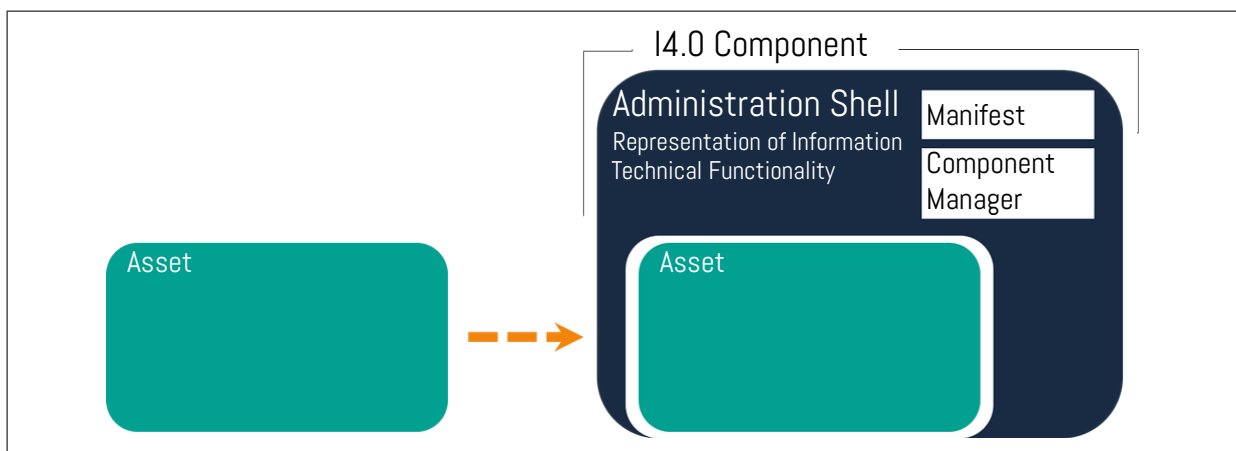 I4.0 Component
Administration Shell
Representation of Information
Technical Functionality
Manifest
Component
Manager
Asset
Asset